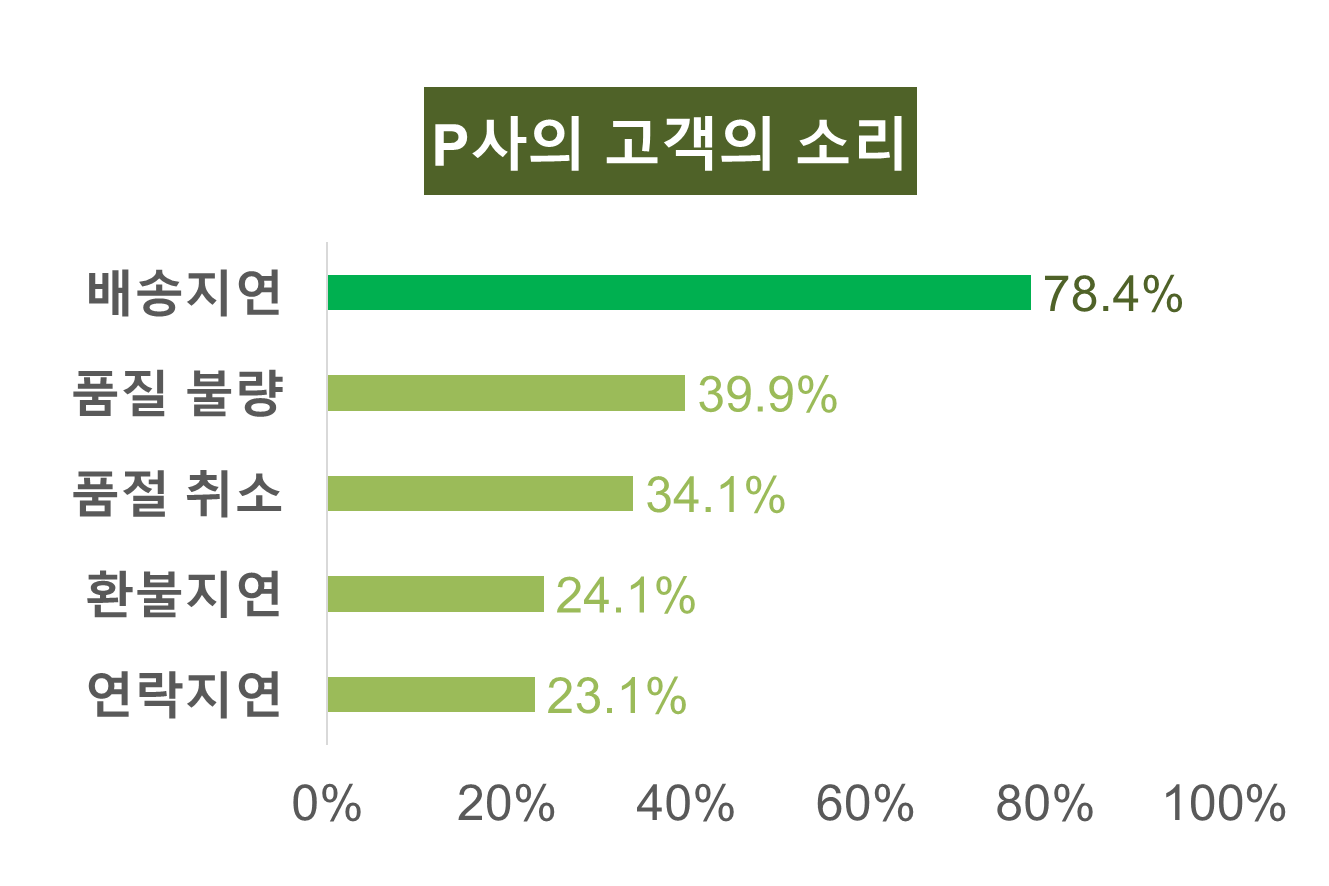 P사의 고객의 소리
배송지연 78.4%
품질 불량 39.9%
품절 취소 34.1%
환불지연 24.1%
연락지연 23.1%
0% 20% 40% 60% 80% 100%